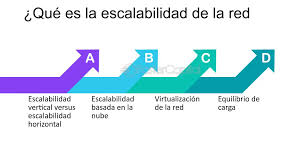 ¿Qué es la escalabilidad de la red
A
B
C
D
Escalabilidad
vertical versus
escalabilidad
horizontal
Escalabilidad
basada en la
nube
Virtualización
de la red
Equilibrio de
carga